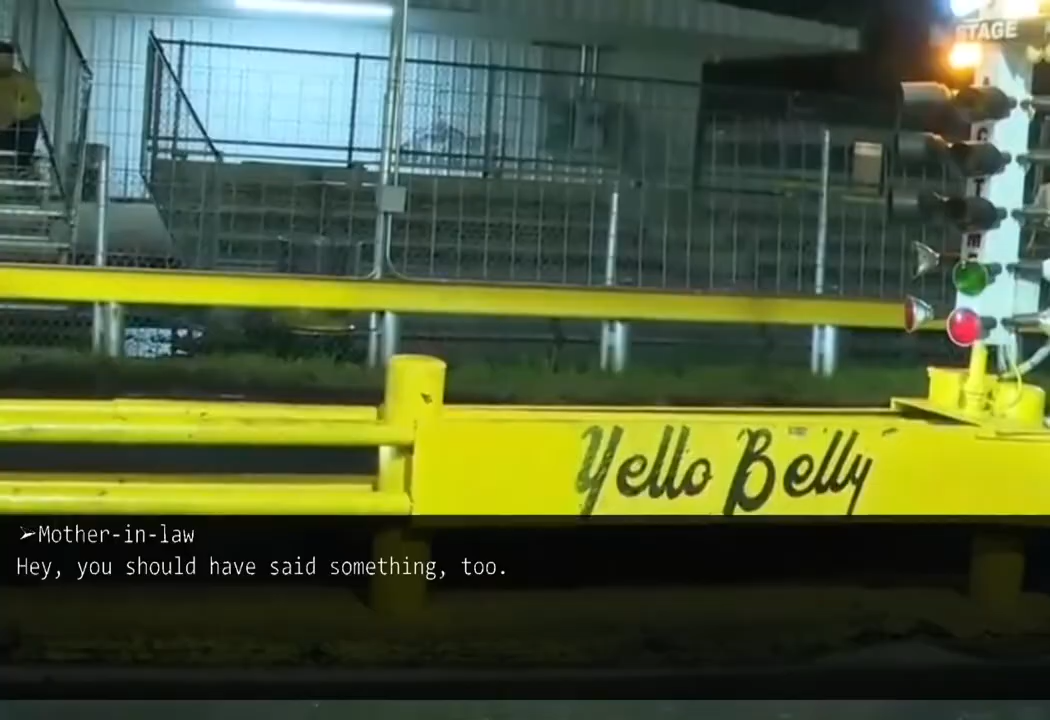 STAGE
Yello Belly
➢Mother-in-law
Hey, you should have said something, too.